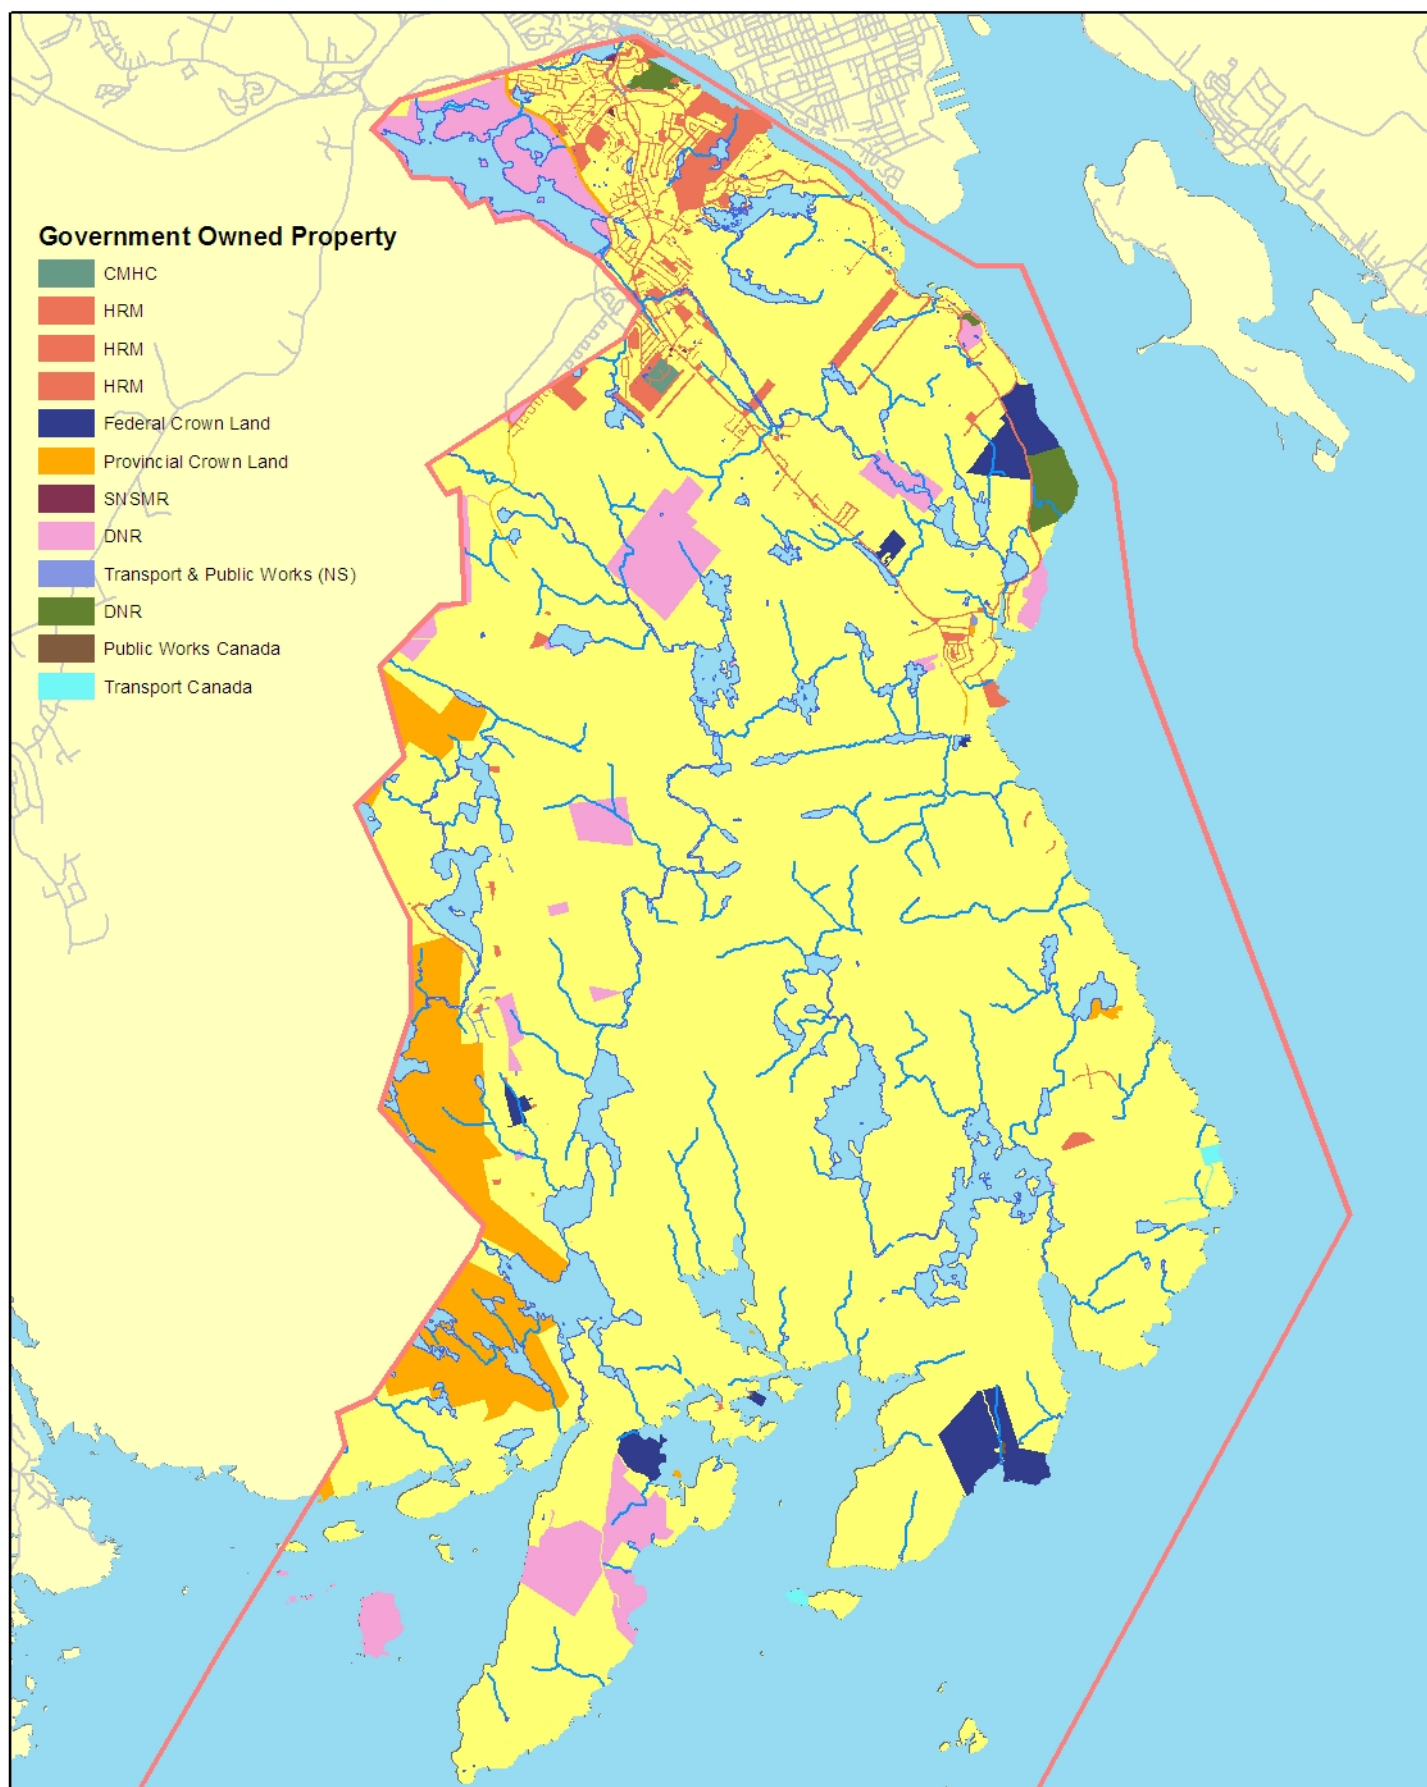 Government Owned Property
CMHC
HRM
HRM
HRM
Federal Crown Land
Provincial Crown Land
SNSMR
DNR
Transport & Public Works (NS)
DNR
Public Works Canada
Transport Canada